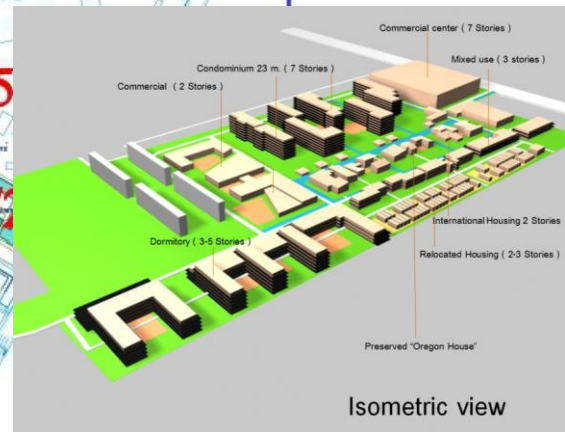 Commercial center ( 7 Stories )
Mixed use ( 3 stories )
Condominium 23 m. ( 7 Stories )
Commercial ( 2 Stories )
International Housing 2 Stories
Dormitory ( 3-5 Stories )
Relocated Housing ( 2-3 Stories )
Preserved "Oregon House"
Isometric view